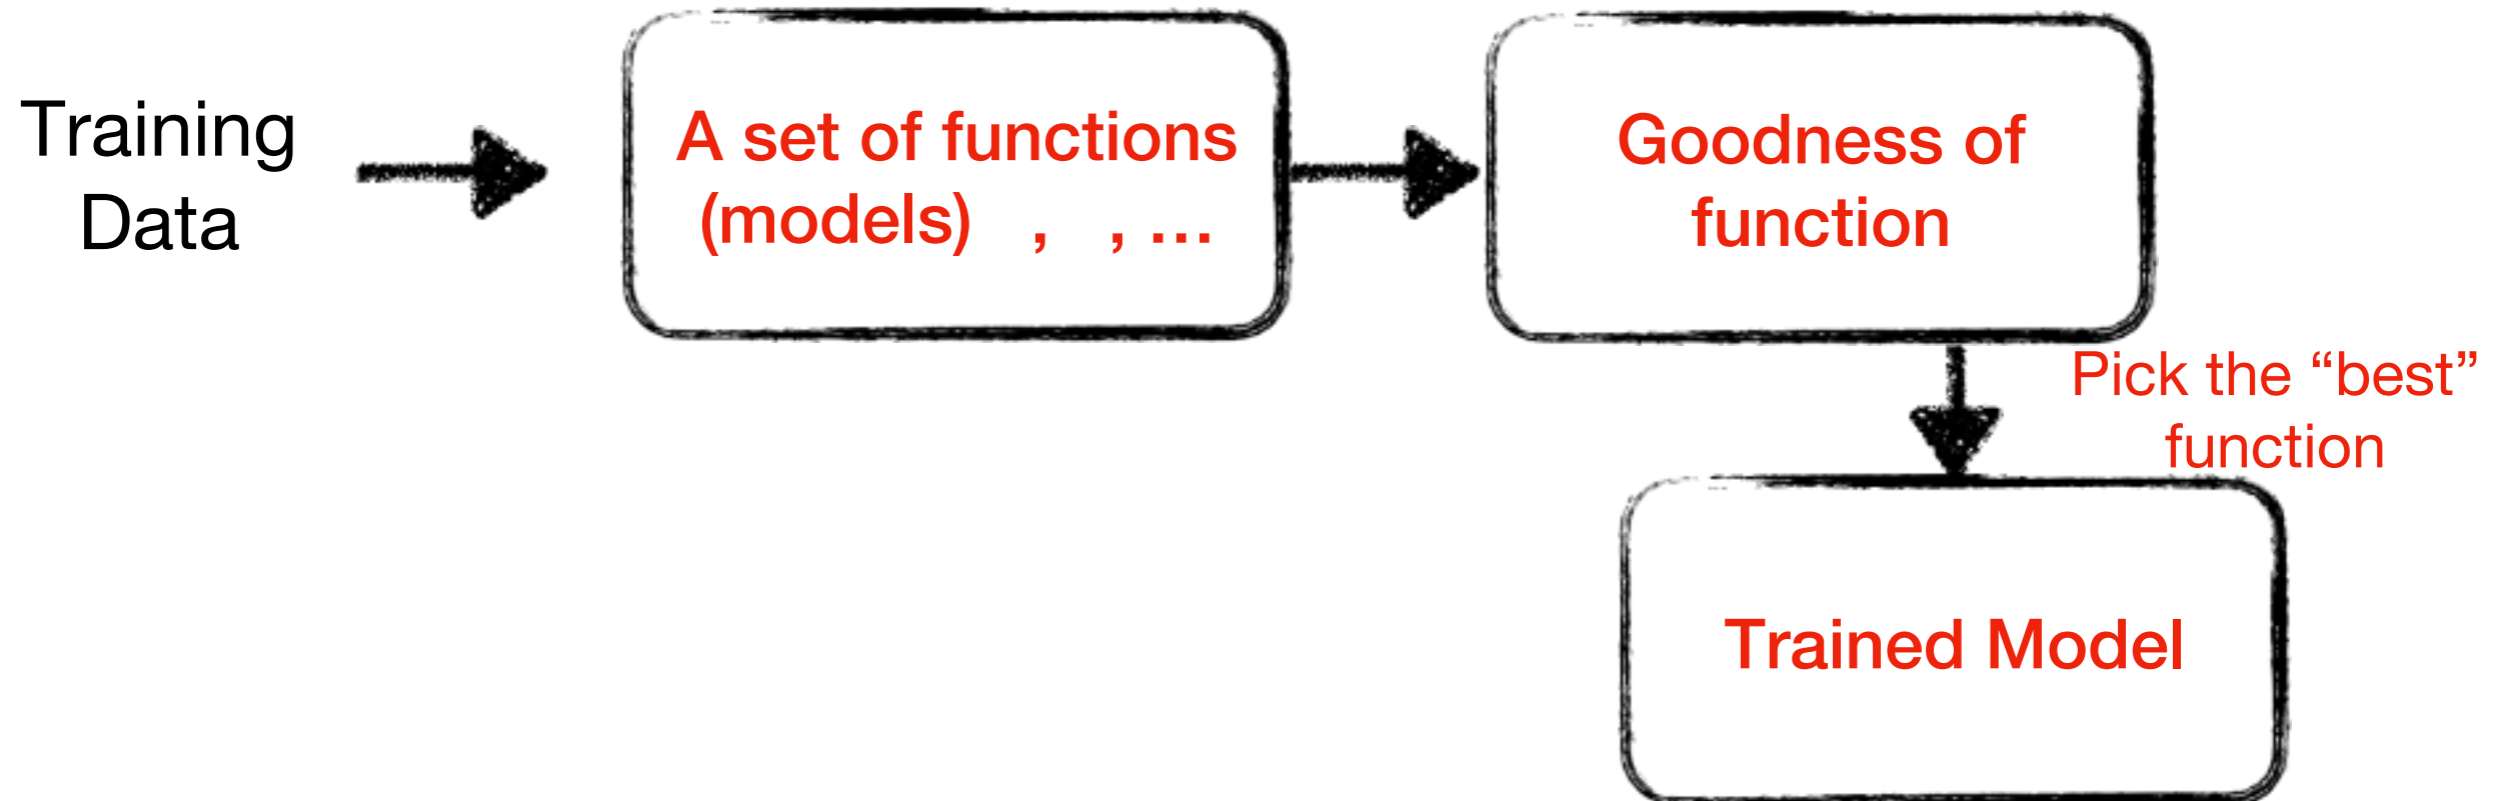 Training
Data
A set of functions
(models) , , ...
Goodness of
function
Pick the “best”
function
Trained Model